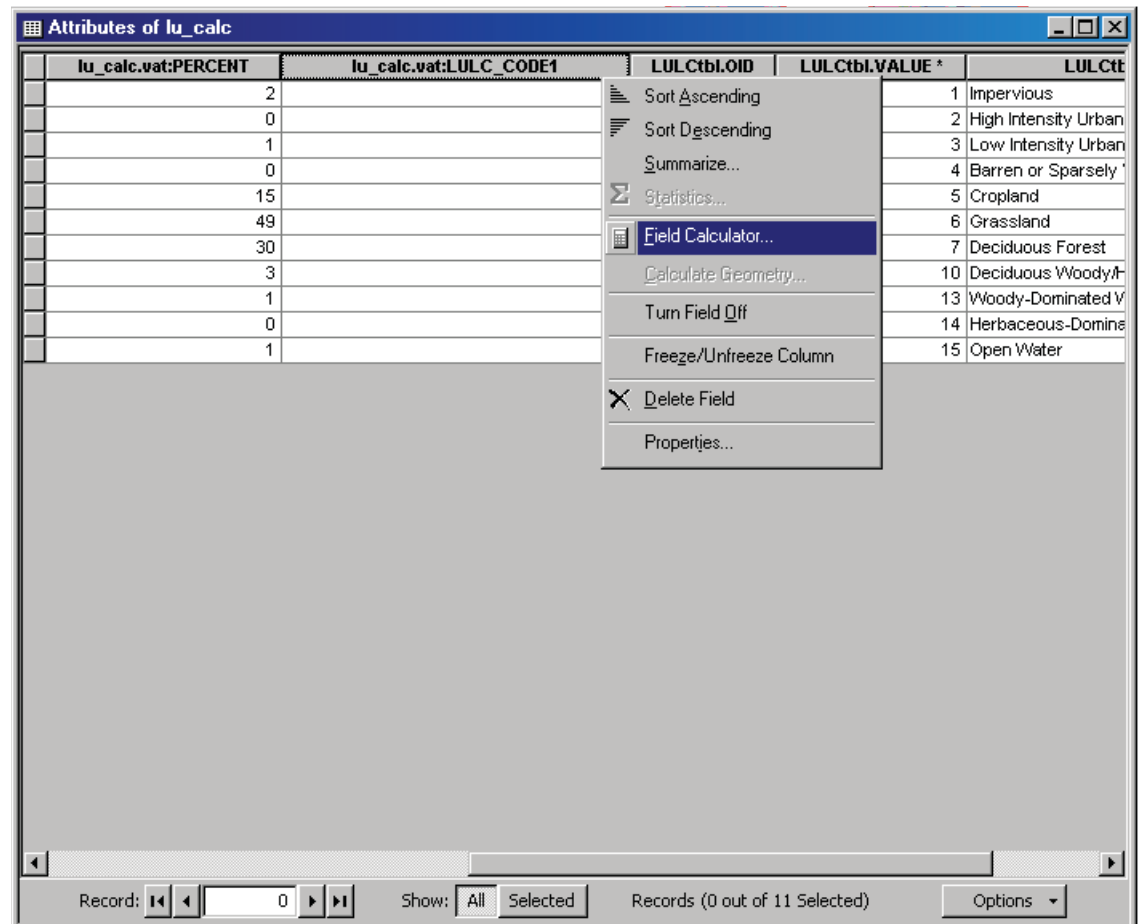 Attributes of lu_calc
lu_calc.vat:PERCENT lu_calc.vat:LULC_CODE1 LULCtbl.OID LULCtbl.VALUE * LULCtt
2 1 Impervious
0 2 High Intensity Urban
1 3 Low Intensity Urban
0 4 Barren or Sparsely
15 5 Cropland
49 6 Grassland
30 7 Deciduous Forest
3 10 Deciduous Woody/H
1 13 Woody-Dominated W
0 14 Herbaceous-Domina
1 15 Open Water
Sort Ascending
Sort Descending
Summarize...
Σ Statistics...
Field Calculator...
Calculate Geometry...
Turn Field Off
Freeze/Unfreeze Column
Delete Field
Properties...
Record: 0 Show: All Selected Records (0 out of 11 Selected) Options